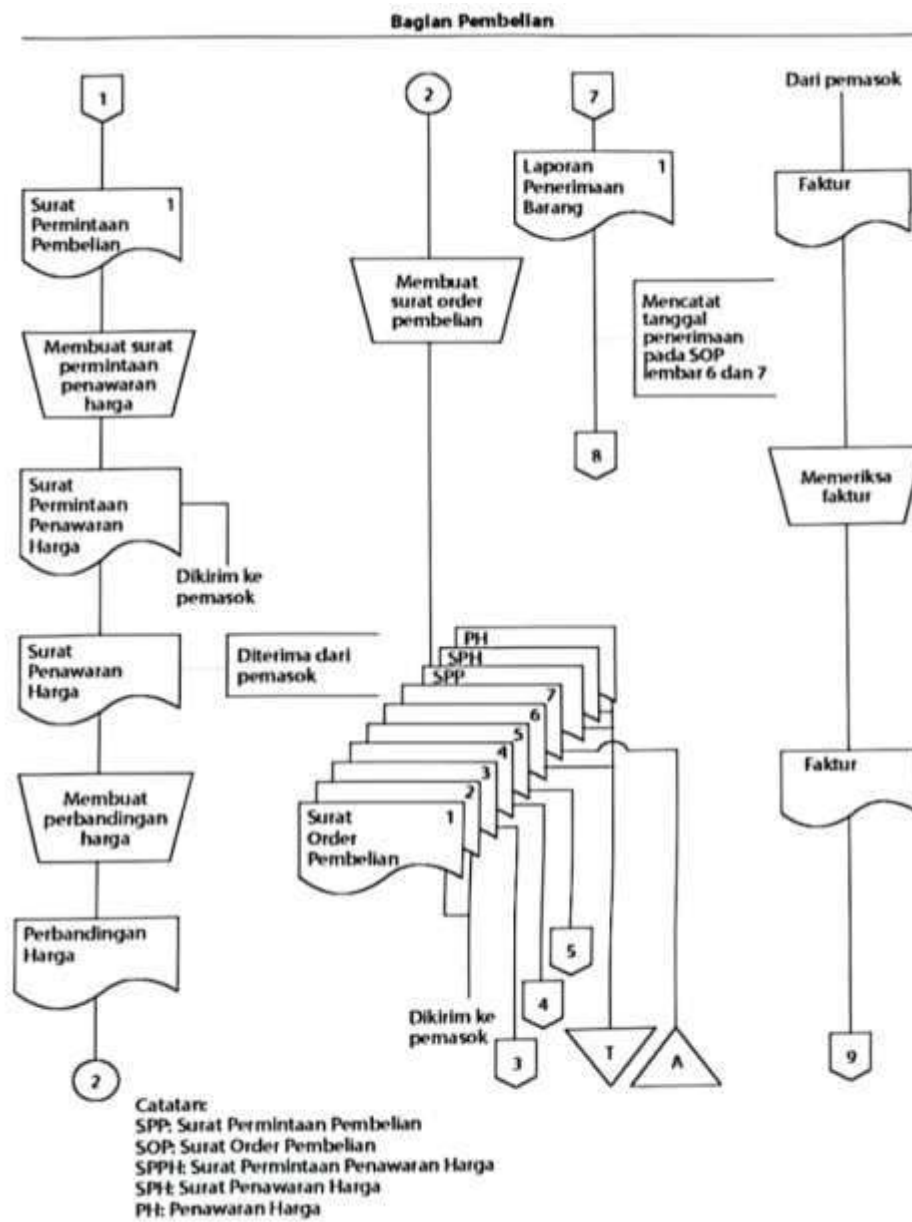 Bagian Pembelian
1
Surat 1
Permintaan
Pembelian
Membuat surat
permintaan
penawaran
harga
Surat
Permintaan
Penawaran
Harga
Dikirim ke
pemasok
Surat
Penawaran
Harga
Diterima dari
pemasok
Membuat
perbandingan
harga
Perbandingan
Harga
2
2
Membuat
surat order
pembelian
PH
SPH
SPP
7
6
5
4
3
2
Surat 1
Order
Pembelian
Dikirim ke
pemasok
3
4
5
T
A
7
Laporan 1
Penerimaan
Barang
Mencatat
tanggal
penerimaan
pada SOP
lembar 6 dan 7
8
Dari pemasok
Faktur
Memeriksa
faktur
Faktur
9
Catatan:
SPP: Surat Permintaan Pembelian
SOP: Surat Order Pembelian
SPPH: Surat Permintaan Penawaran Harga
SPH: Surat Penawaran Harga
PH: Penawaran Harga